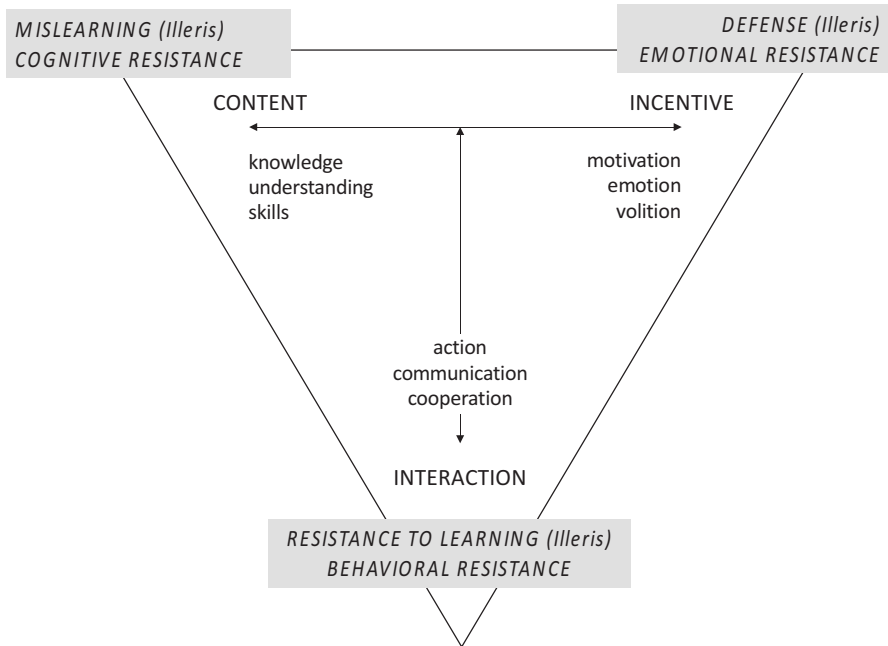 MISLEARNING (Illeris)
COGNITIVE RESISTANCE
DEFENSE (Illeris)
EMOTIONAL RESISTANCE
CONTENT
INCENTIVE
knowledge
understanding
skills
motivation
emotion
volition
action
communication
cooperation
INTERACTION
RESISTANCE TO LEARNING (Illeris)
BEHAVIORAL RESISTANCE